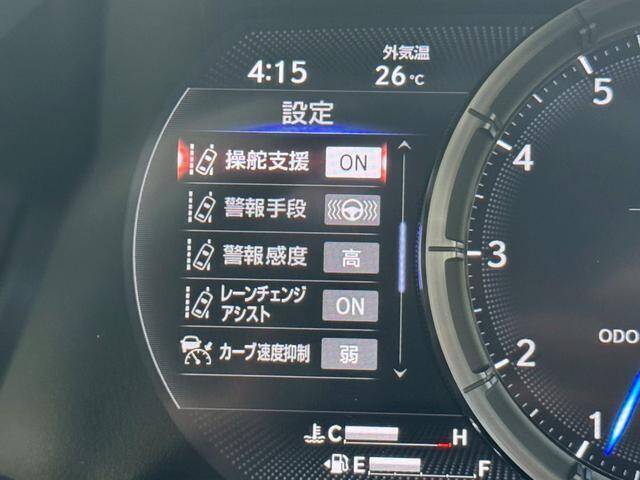 外気温
4:15 26℃
設定
操舵支援 ON
警報手段
警報感度 高
レーンチェンジ
アシスト ON
カーブ速度抑制 弱
C H
E F
5
4
3
2
1
ODO